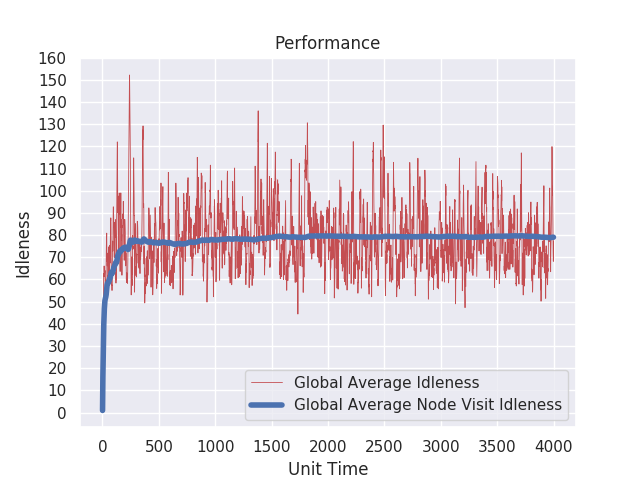 Performance
160
150
140
130
120
110
100
90
80
70
60
50
40
30
20
10
0
Idleness
0 500 1000 1500 2000 2500 3000 3500 4000
Unit Time
Global Average Idleness
Global Average Node Visit Idleness